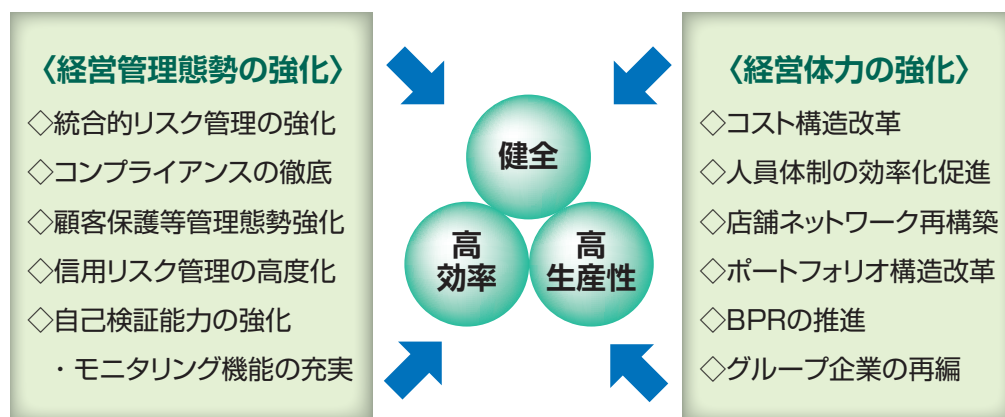 〈経営管理態勢の強化〉
◇統合的リスク管理の強化
◇コンプライアンスの徹底
◇顧客保護等管理態勢強化
◇信用リスク管理の高度化
◇自己検証能力の強化
・モニタリング機能の充実
健全
高
効率
高
生産性
〈経営体力の強化〉
◇コスト構造改革
◇人員体制の効率化促進
◇店舗ネットワーク再構築
◇ポートフォリオ構造改革
◇BPRの推進
◇グループ企業の再編